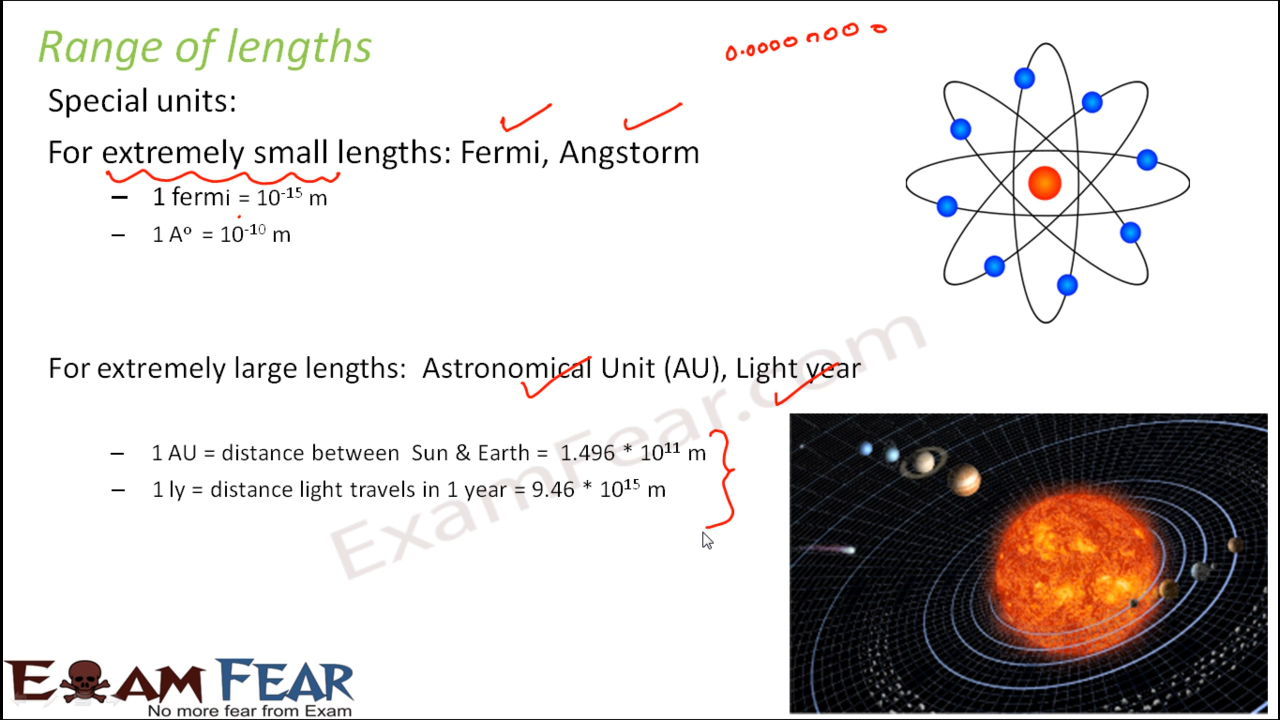 Range of lengths
0.0000 000 0
Special units:
For extremely small lengths: Fermi, Angstorm
– 1 fermi = 10⁻¹⁵ m
– 1 Aº = 10⁻¹⁰ m
For extremely large lengths: Astronomical Unit (AU), Light year
– 1 AU = distance between Sun & Earth = 1.496 * 10¹¹ m
– 1 ly = distance light travels in 1 year = 9.46 * 10¹⁵ m
ExamFear.com
EXAM FEAR
No more fear from Exam